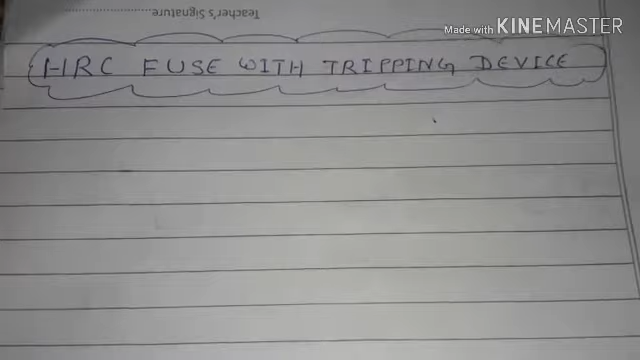 Teacher's Signature.....................
Made with KINEMASTER
HRC FUSE WITH TRIPPING DEVICE